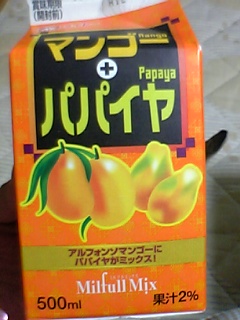 賞味期限
(開封前)
マンゴー
Mango
+
Papaya
パパイヤ
アルフォンソマンゴーに
パパイヤがミックス!
Milfull Mix
500ml
果汁2%